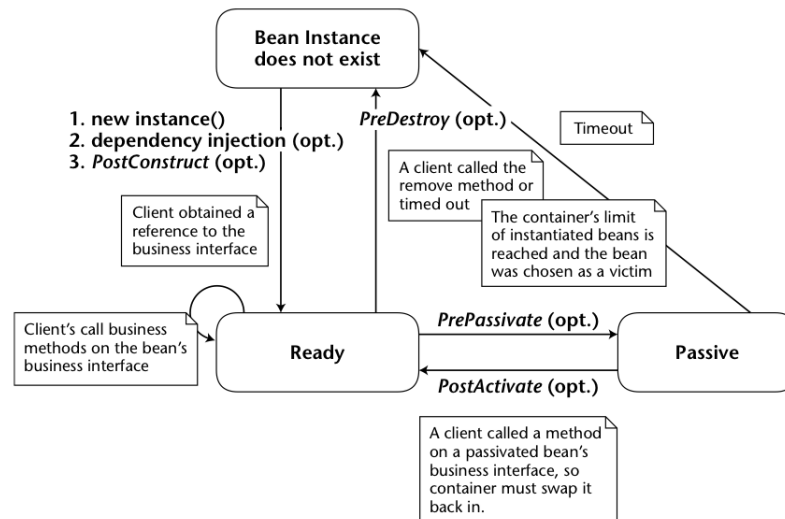 Bean Instance
does not exist
1. new instance()
2. dependency injection (opt.)
3. PostConstruct (opt.)
PreDestroy (opt.)
Timeout
A client called the
remove method or
timed out
Client obtained a
reference to the
business interface
The container's limit
of instantiated beans is
reached and the bean
was chosen as a victim
Client's call business
methods on the bean's
business interface
Ready
PrePassivate (opt.)
Passive
PostActivate (opt.)
A client called a method
on a passivated bean's
business interface, so
container must swap it
back in.